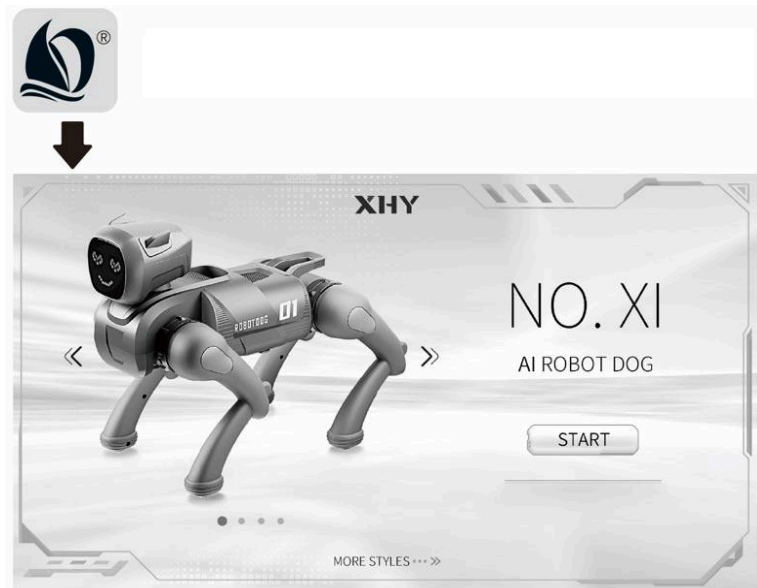 ®
XHY
ROBOTDOG 01
NO. XI
AI ROBOT DOG
START
MORE STYLES ··· »